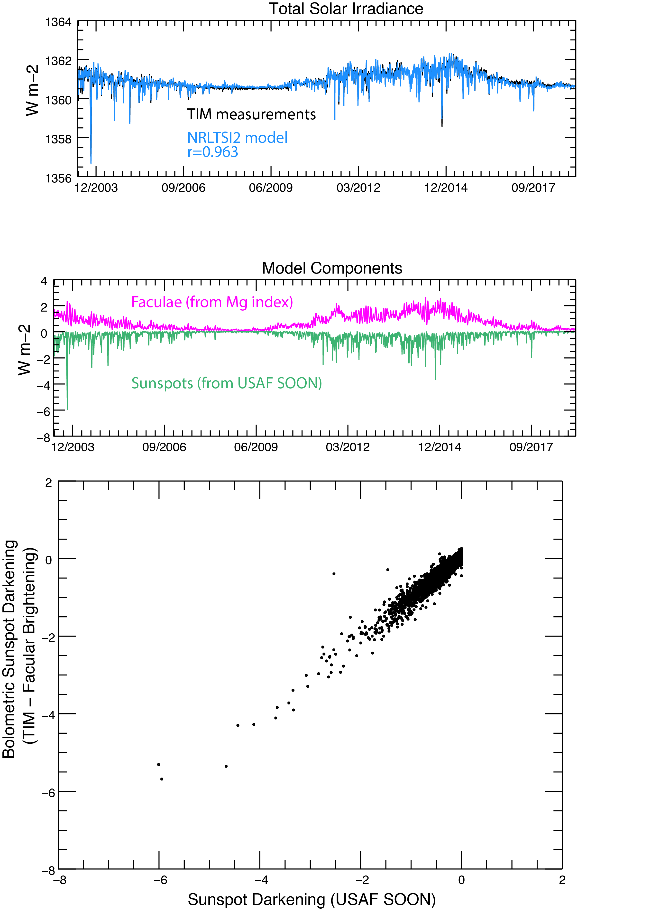 Total Solar Irradiance
1364
1362
1360
1358
1356
W m−2
TIM measurements
NRLTSI2 model
r=0.963
12/2003 09/2006 06/2009 03/2012 12/2014 09/2017
Model Components
4
2
0
−2
−4
−6
−8
W m−2
Faculae (from Mg index)
Sunspots (from USAF SOON)
12/2003 09/2006 06/2009 03/2012 12/2014 09/2017
2
0
−2
−4
−6
−8
Bolometric Sunspot Darkening
(TIM − Facular Brightening)
−8 −6 −4 −2 0 2
Sunspot Darkening (USAF SOON)